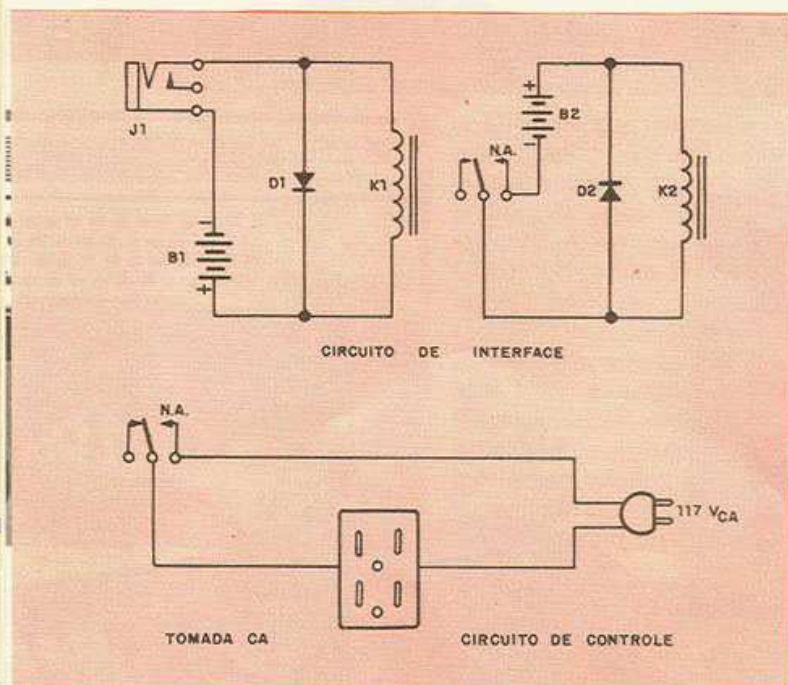 J1
D1
K1
B1
-
+
+
B2
-
N.A.
D2
K2
CIRCUITO DE INTERFACE
N.A.
117 VCA
TOMADA CA
CIRCUITO DE CONTROLE